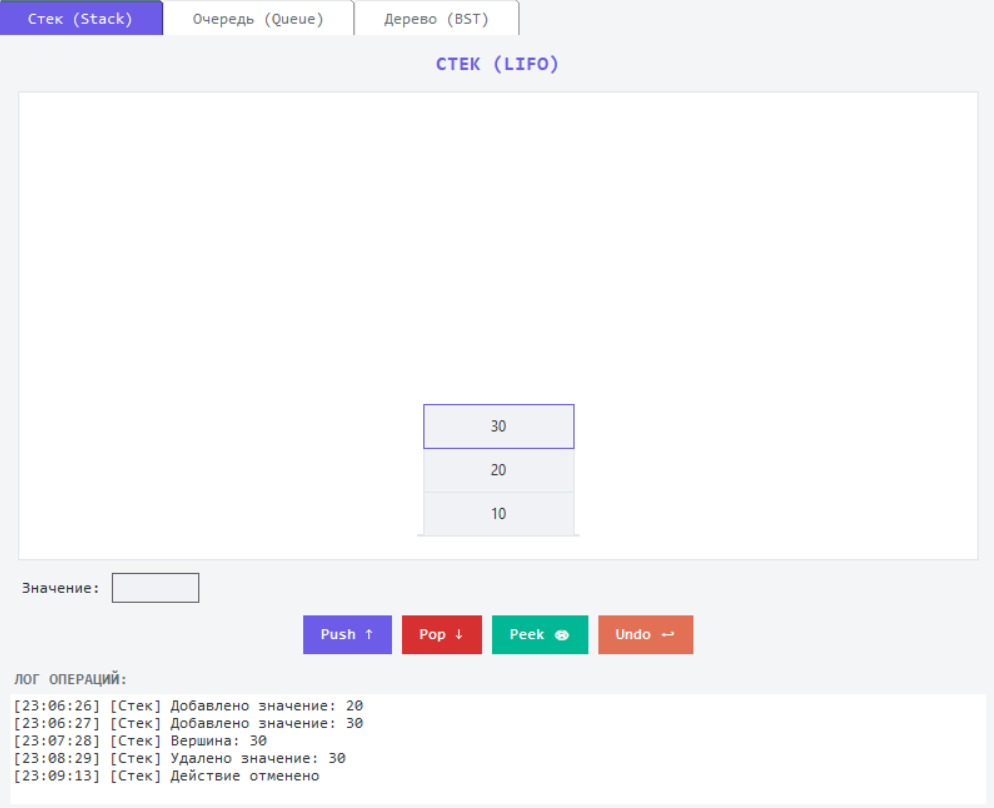 Стек (Stack) Очередь (Queue) Дерево (BST)
СТЕК (LIFO)
30
20
10
Значение:
Push ↑ Pop ↓ Peek Undo ↩
ЛОГ ОПЕРАЦИЙ:
[23:06:26] [Стек] Добавлено значение: 20
[23:06:27] [Стек] Добавлено значение: 30
[23:07:28] [Стек] Вершина: 30
[23:08:29] [Стек] Удалено значение: 30
[23:09:13] [Стек] Действие отменено